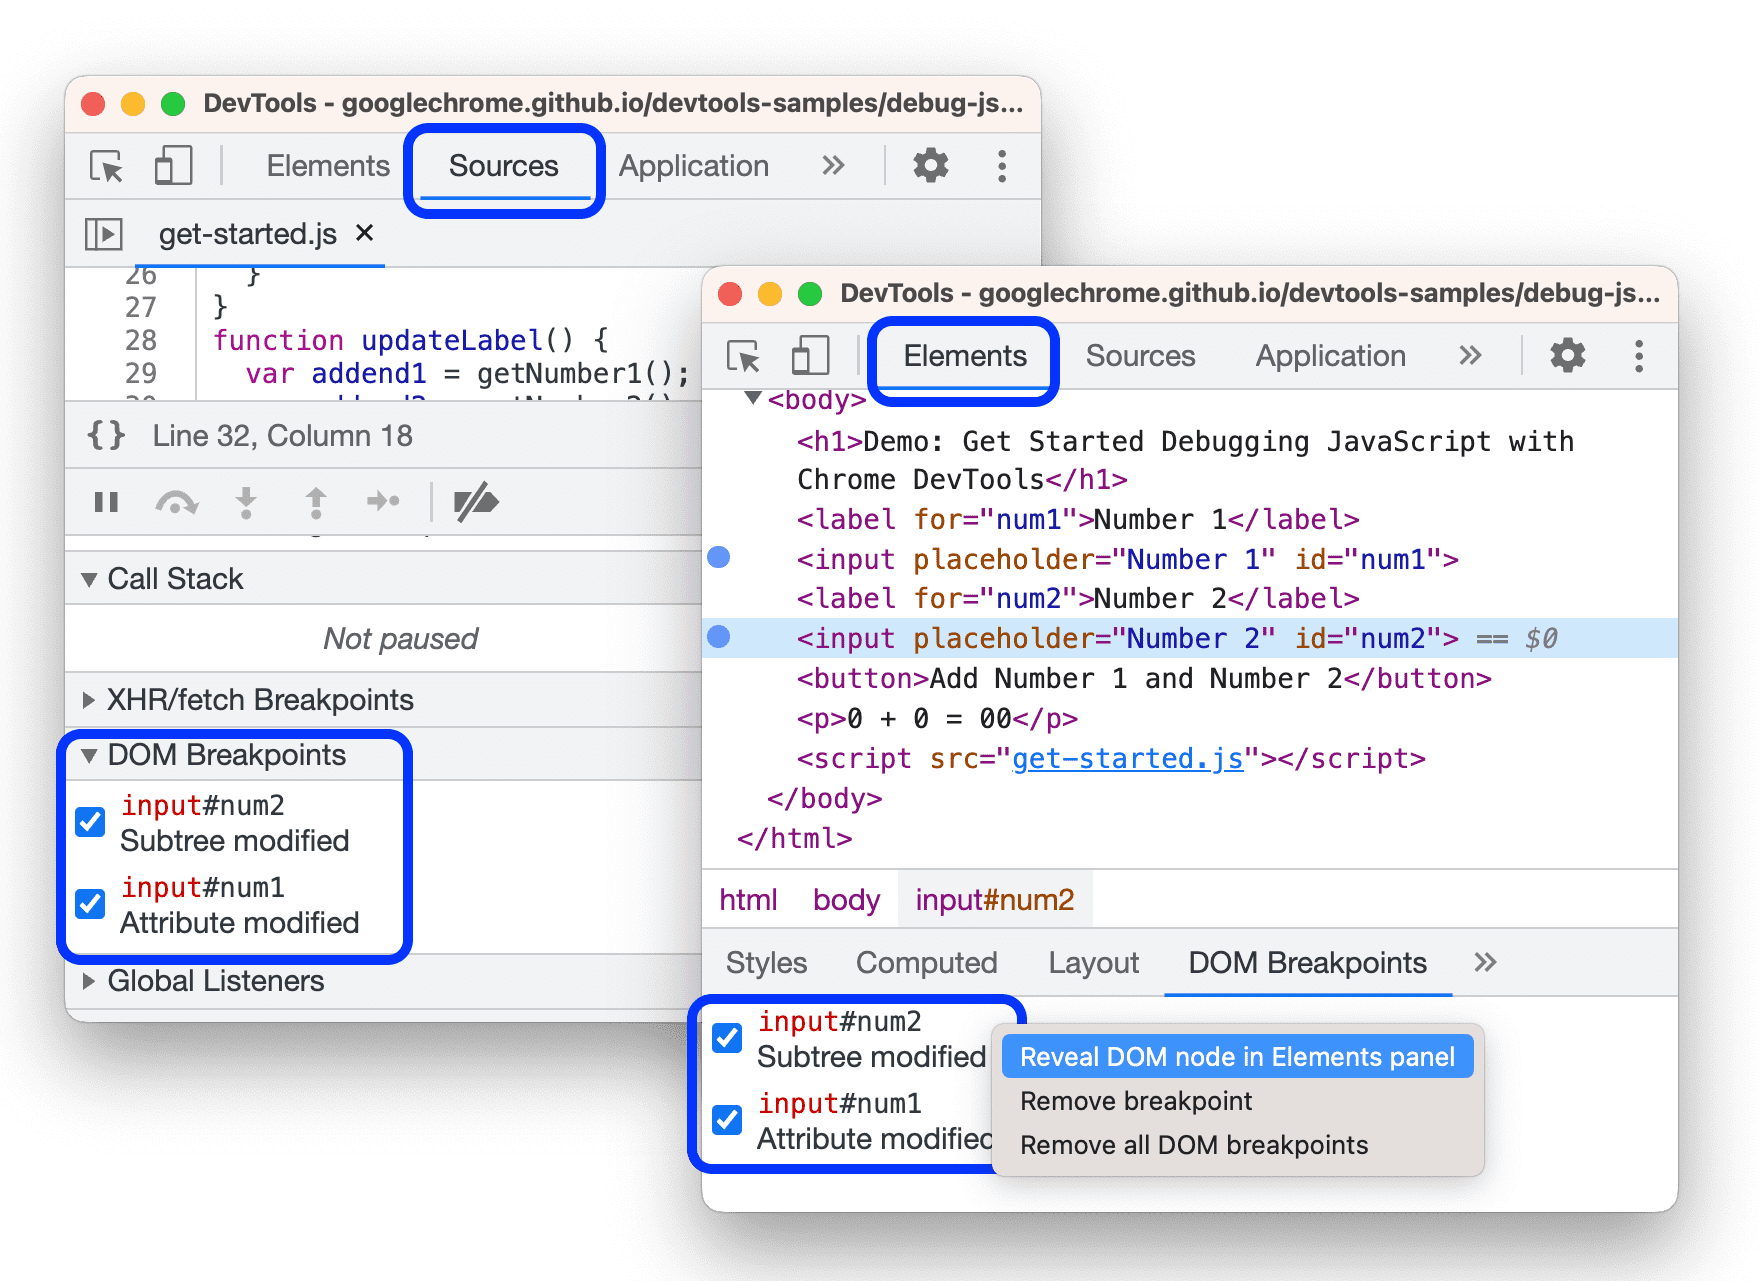 DevTools - googlechrome.github.io/devtools-samples/debug-js...
Elements Sources Application »
get-started.js ×
26 }
27 }
28 function updateLabel() {
29 var addend1 = getNumber1();
{} Line 32, Column 18
Call Stack
Not paused
XHR/fetch Breakpoints
DOM Breakpoints
input#num2
Subtree modified
input#num1
Attribute modified
Global Listeners
DevTools - googlechrome.github.io/devtools-samples/debug-js...
Elements Sources Application »
<body>
<h1>Demo: Get Started Debugging JavaScript with
Chrome DevTools</h1>
<label for="num1">Number 1</label>
<input placeholder="Number 1" id="num1">
<label for="num2">Number 2</label>
<input placeholder="Number 2" id="num2"> == $0
<button>Add Number 1 and Number 2</button>
<p>0 + 0 = 00</p>
<script src="get-started.js"></script>
</body>
</html>
html body input#num2
Styles Computed Layout DOM Breakpoints »
input#num2
Subtree modified
input#num1
Attribute modified
Reveal DOM node in Elements panel
Remove breakpoint
Remove all DOM breakpoints